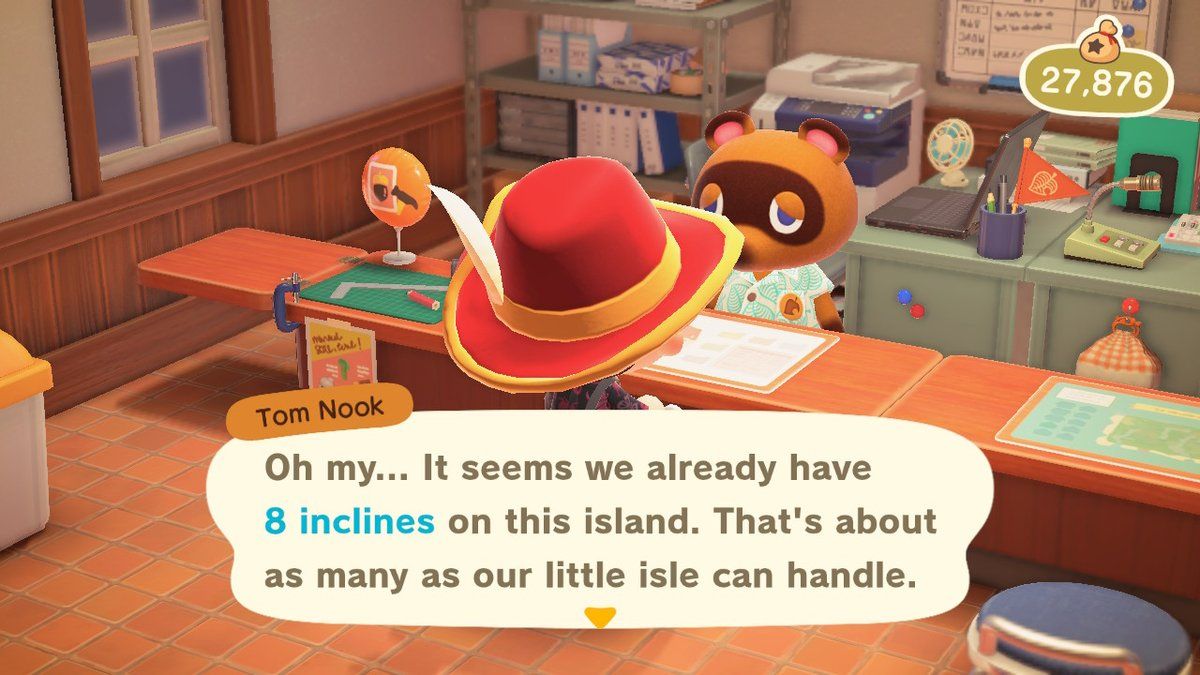 27,876
Tom Nook
Oh my... It seems we already have
8 inclines on this island. That's about
as many as our little isle can handle.